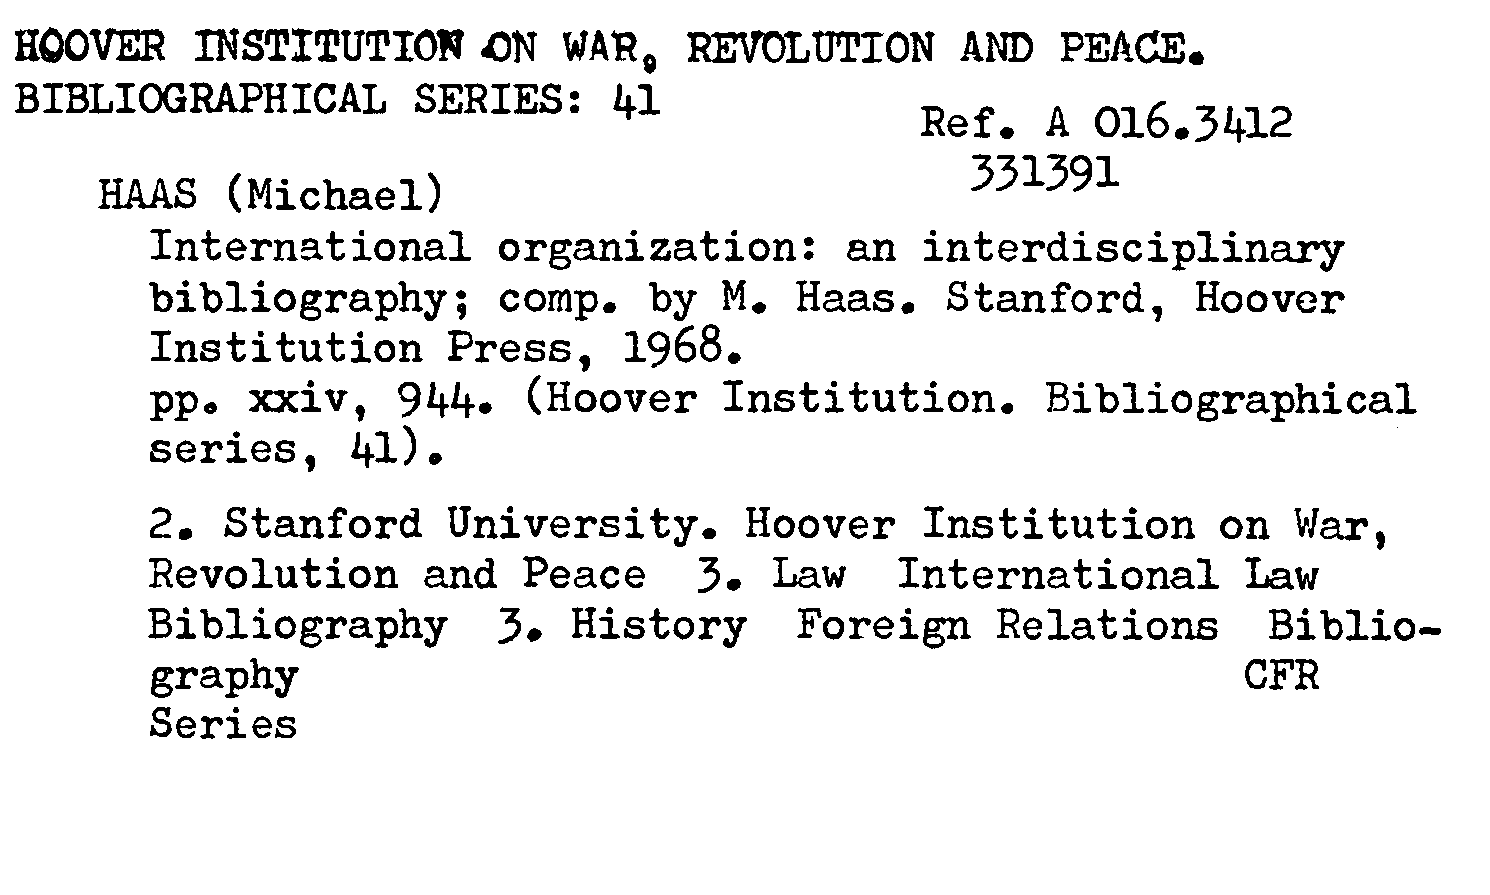 HOOVER INSTITUTION ON WAR, REVOLUTION AND PEACE.
BIBLIOGRAPHICAL SERIES: 41
Ref. A 016.3412
331391
HAAS (Michael)
International organization: an interdisciplinary
bibliography; comp. by M. Haas. Stanford, Hoover
Institution Press, 1968.
pp. xxiv, 944. (Hoover Institution. Bibliographical
series, 41).
2. Stanford University. Hoover Institution on War,
Revolution and Peace 3. Law International Law
Bibliography 3. History Foreign Relations Biblio-
graphy CFR
Series